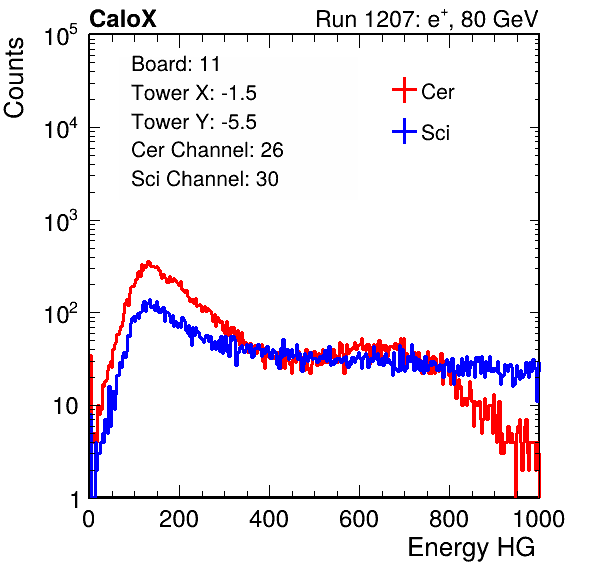 CaloX Run 1207: e⁺, 80 GeV
Counts
10⁵
10⁴
10³
10²
10
1
Board: 11
Tower X: -1.5
Tower Y: -5.5
Cer Channel: 26
Sci Channel: 30
Cer
Sci
0 200 400 600 800 1000
Energy HG